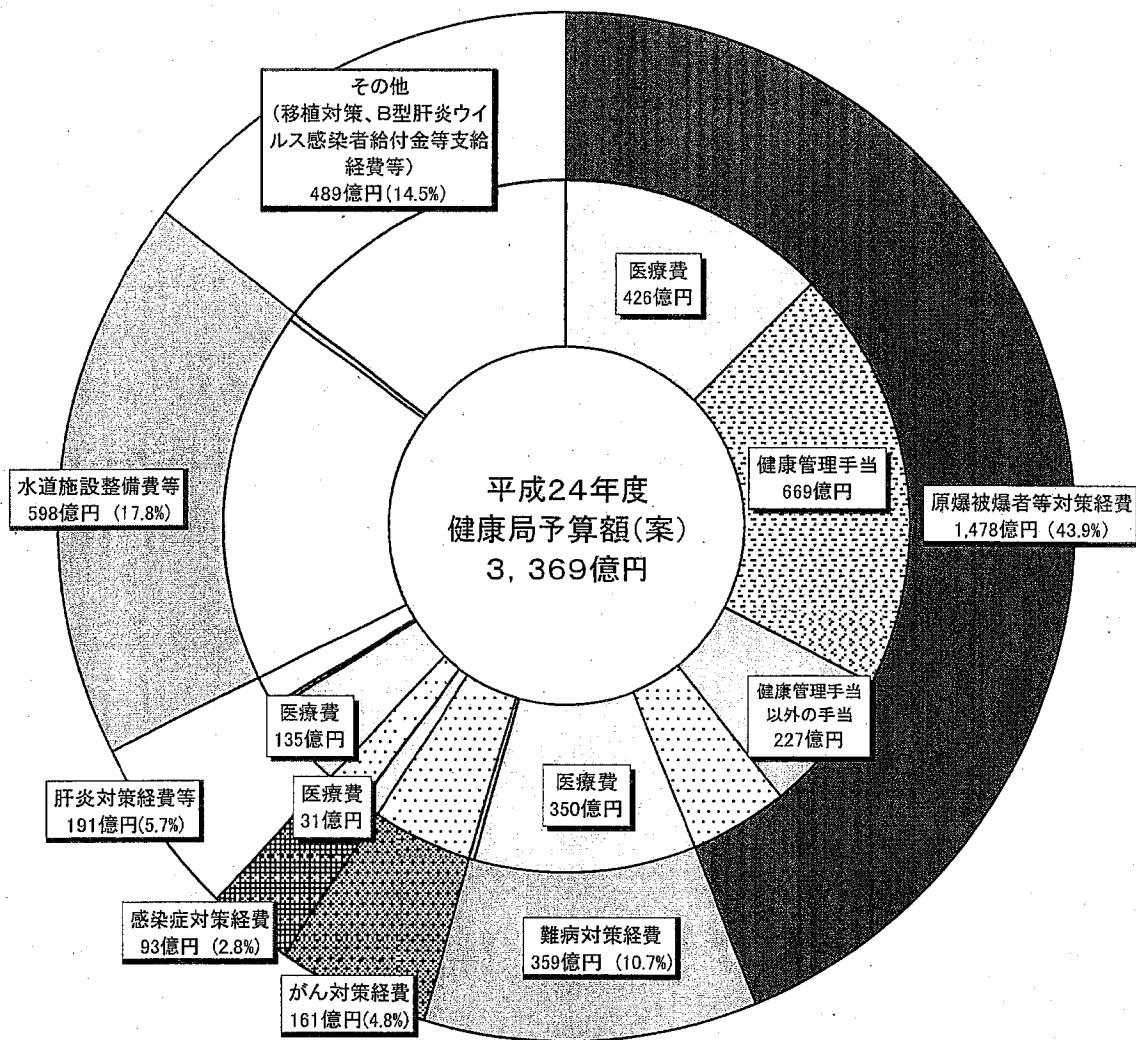 その他
(移植対策、B型肝炎ウイ
ルス感染者給付金等支給
経費等)
489億円(14.5%)
医療費
426億円
健康管理手当
669億円
原爆被爆者等対策経費
1,478億円 (43.9%)
水道施設整備費等
598億円 (17.8%)
平成24年度
健康局予算額(案)
3, 369億円
健康管理手当
以外の手当
227億円
医療費
135億円
医療費
31億円
医療費
350億円
肝炎対策経費等
191億円(5.7%)
感染症対策経費
93億円 (2.8%)
がん対策経費
161億円(4.8%)
難病対策経費
359億円 (10.7%)